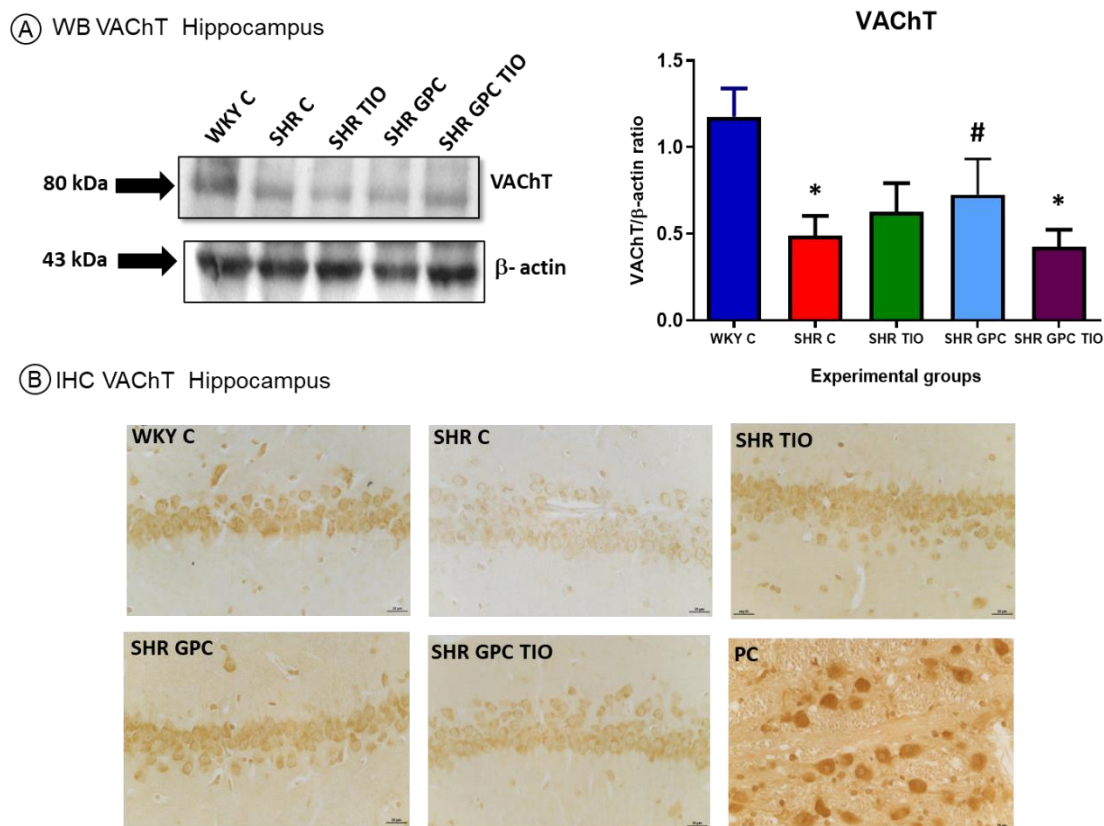 A WB VAChT Hippocampus
WKY C
SHR C
SHR TIO
SHR GPC
SHR GPC TIO
80 kDa
VAChT
43 kDa
β- actin
VAChT
VAChT/β-actin ratio
1.5
1.0
0.5
0.0
*
#
*
WKY C SHR C SHR TIO SHR GPC SHR GPC TIO
Experimental groups
B IHC VAChT Hippocampus
WKY C
SHR C
SHR TIO
SHR GPC
SHR GPC TIO
PC